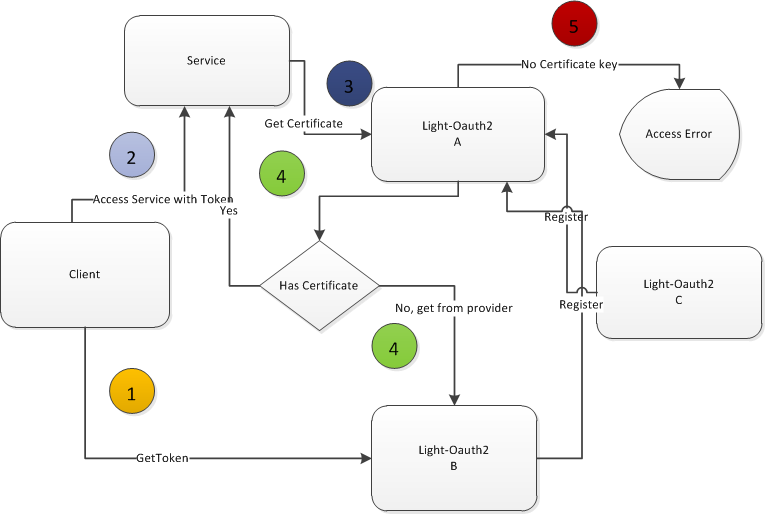 5
Service
No Certificate key
3
Get Certificate
Light-Oauth2
A
Access Error
2
4
Access Service with Token
Yes
Register
Client
Has Certificate
Light-Oauth2
C
No, get from provider
Register
4
1
GetToken
Light-Oauth2
B